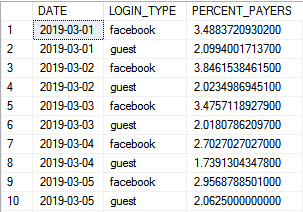 DATE LOGIN_TYPE PERCENT_PAYERS
1 2019-03-01 facebook 3.4883720930200
2 2019-03-01 guest 2.0994001713700
3 2019-03-02 facebook 3.8461538461500
4 2019-03-02 guest 2.0234986945100
5 2019-03-03 facebook 3.4757118927900
6 2019-03-03 guest 2.0180786209700
7 2019-03-04 facebook 2.7027027027000
8 2019-03-04 guest 1.7391304347800
9 2019-03-05 facebook 2.9568788501000
10 2019-03-05 guest 2.0625000000000